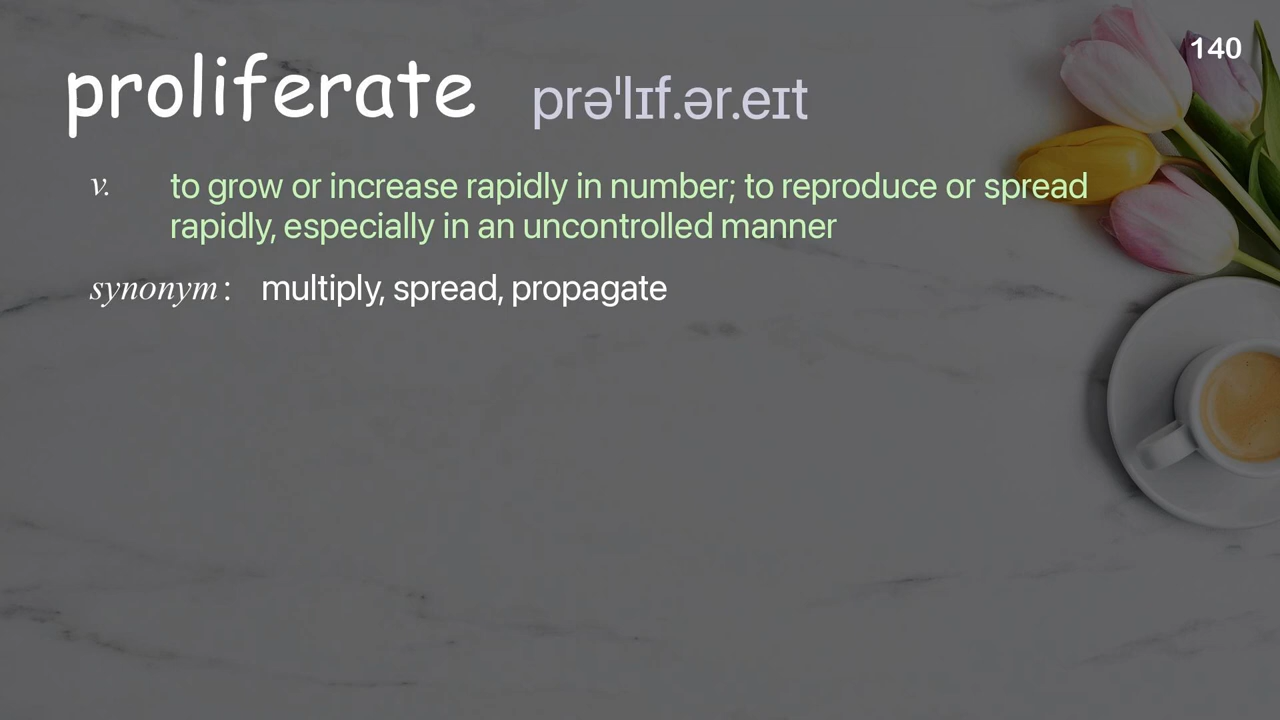 140
proliferate prəˈlɪf.ər.eɪt
v. to grow or increase rapidly in number; to reproduce or spread
rapidly, especially in an uncontrolled manner
synonym: multiply, spread, propagate